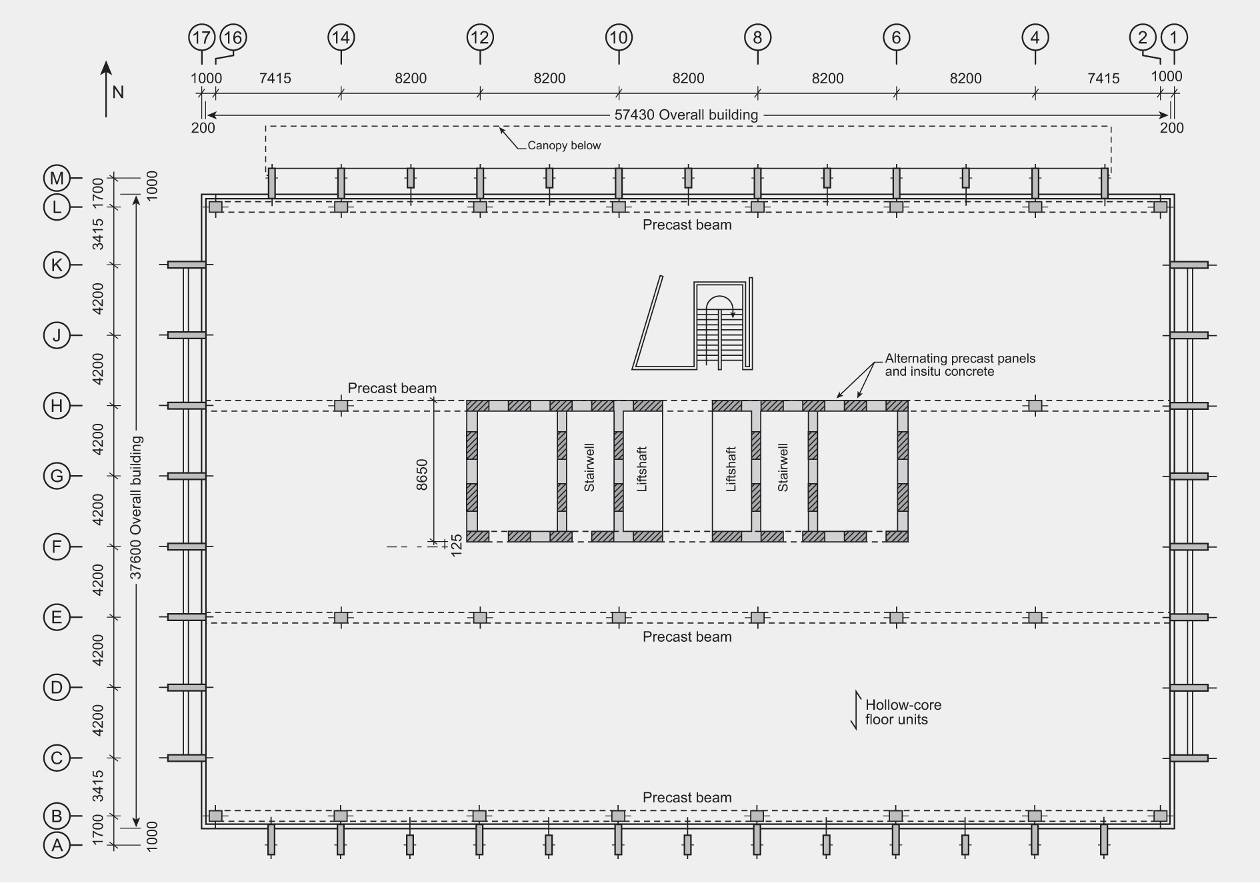 17 16 14 12 10 8 6 4 2 1
1000 7415 8200 8200 8200 8200 8200 7415 1000
N
57430 Overall building
200 200
Canopy below
M
1700
1000
L
Precast beam
3415
K
4200
J
4200
Alternating precast panels
and insitu concrete
Precast beam
H
4200
37600 Overall building
8650
Stairwell
Liftshaft
Liftshaft
Stairwell
G
4200
F
125
4200
E
Precast beam
4200
D
Hollow-core
floor units
4200
C
3415
Precast beam
B
1700
1000
A